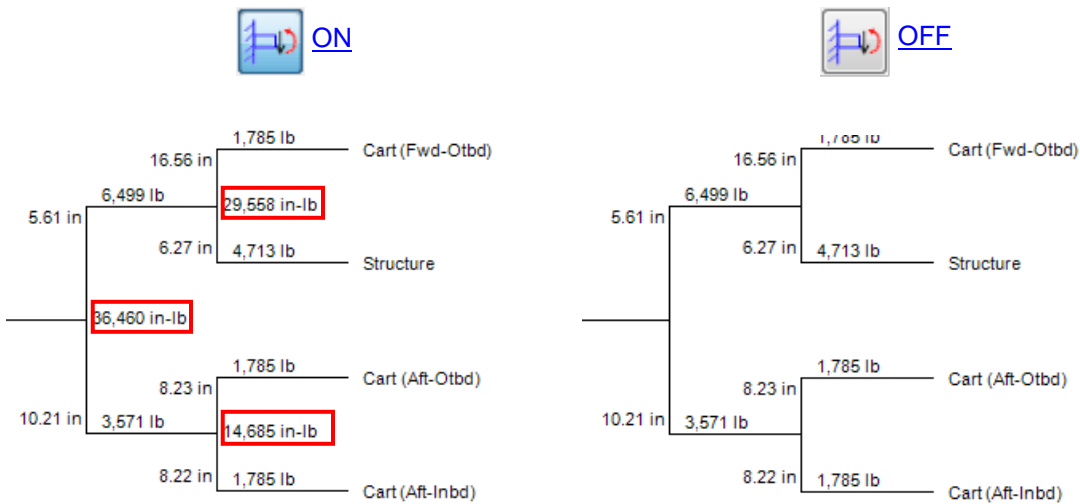 ON
1,785 lb
Cart (Fwd-Otbd)
16.56 in
6,499 lb
29,558 in-lb
5.61 in
6.27 in
4,713 lb
Structure
36,460 in-lb
1,785 lb
Cart (Aft-Otbd)
8.23 in
10.21 in
3,571 lb
14,685 in-lb
8.22 in
1,785 lb
Cart (Aft-Inbd)
OFF
1,785 lb
Cart (Fwd-Otbd)
16.56 in
6,499 lb
5.61 in
6.27 in
4,713 lb
Structure
1,785 lb
Cart (Aft-Otbd)
8.23 in
10.21 in
3,571 lb
8.22 in
1,785 lb
Cart (Aft-Inbd)